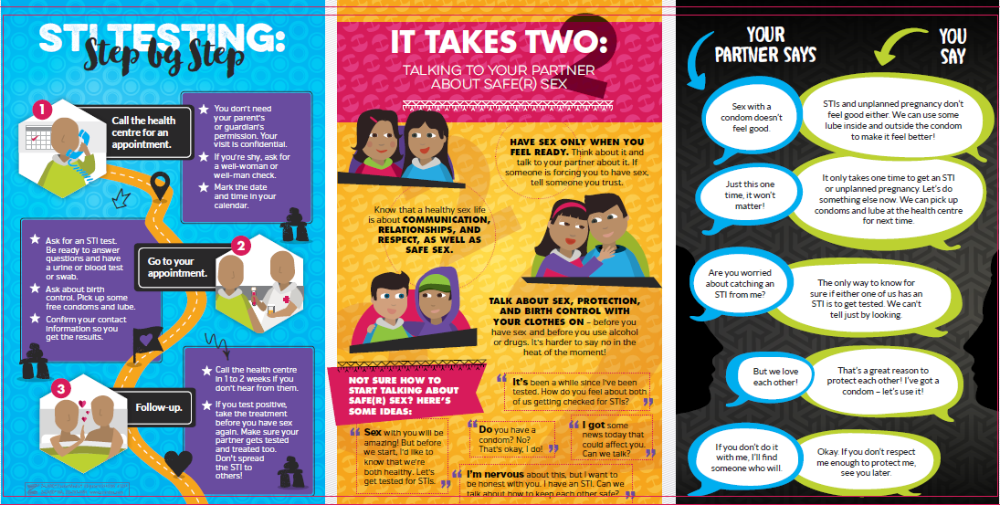 STI TESTING:
Step by Step
1
Call the health
centre for an
appointment.
★ You don't need
your parent's
or guardian's
permission. Your
visit is confidential.
★ If you're shy, ask for
a well-woman or
well-man check.
★ Mark the date
and time in your
calendar.
★ Ask for an STI test.
Be ready to answer
questions and have
a urine or blood test
or swab.
★ Ask about birth
control. Pick up some
free condoms and lube.
★ Confirm your contact
information so you
get the results.
2
Go to your
appointment.
3
Follow-up.
★ Call the health centre
in 1 to 2 weeks if you
don't hear from them.
★ If you test positive,
take the treatment
before you have sex
again. Make sure your
partner gets tested
and treated too.
Don't spread
the STI to
others!
2
IT TAKES TWO:
TALKING TO YOUR PARTNER
ABOUT SAFE(R) SEX
HAVE SEX ONLY WHEN YOU
FEEL READY. Think about it and
talk to your partner about it. If
someone is forcing you to have sex,
tell someone you trust.
Know that a healthy sex life
is about COMMUNICATION,
RELATIONSHIPS, AND
RESPECT, AS WELL AS
SAFE SEX.
TALK ABOUT SEX, PROTECTION,
AND BIRTH CONTROL WITH
YOUR CLOTHES ON – before you
have sex and before you use alcohol
or drugs. It's harder to say no in the
heat of the moment!
NOT SURE HOW TO
START TALKING ABOUT
SAFE(R) SEX? HERE'S
SOME IDEAS:
“ It's been a while since I've been
tested. How do you feel about both
of us getting checked for STIs? ”
“ Sex with you will be
amazing! But before
we start, I'd like to
know that we're
both healthy. Let's
get tested for STIs. ”
“ Do you have a
condom? No?
That's okay, I do! ”
“ I got some
news today that
could affect you.
Can we talk? ”
“ I'm nervous about this, but I want to
be honest with you. I have an STI. Can we
talk about how to keep each other safe? ”
YOUR
PARTNER SAYS
YOU
SAY
Sex with a
condom doesn't
feel good.
STIs and unplanned pregnancy don't
feel good either. We can use some
lube inside and outside the condom
to make it feel better!
Just this one
time, it won't
matter!
It only takes one time to get an STI
or unplanned pregnancy. Let's do
something else now. We can pick up
condoms and lube at the health centre
for next time.
Are you worried
about catching an
STI from me?
The only way to know for
sure if either one of us has an
STI is to get tested. We can't
tell just by looking.
But we love
each other!
That's a great reason to
protect each other! I've got a
condom – let's use it!
If you don't do it
with me, I'll find
someone who will.
Okay. If you don't respect
me enough to protect me,
see you later.